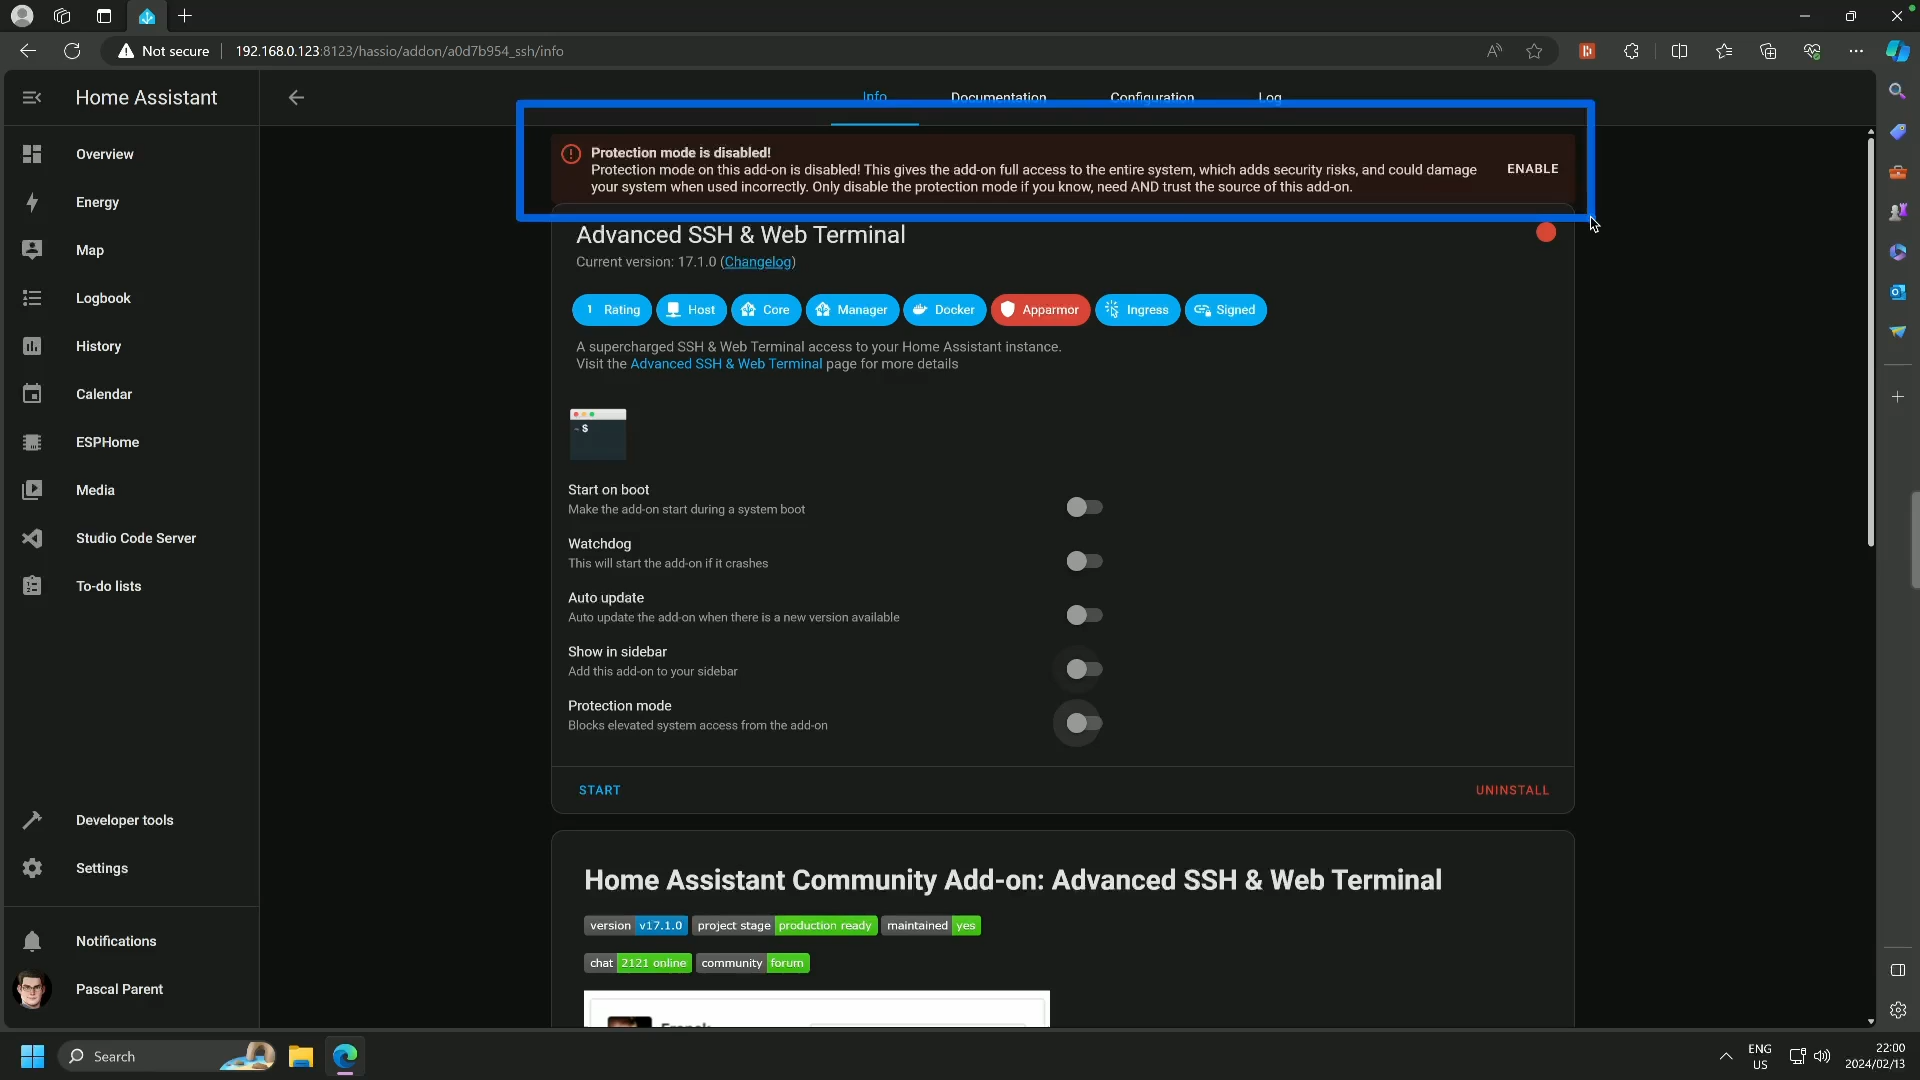 Not secure 192.168.0.123:8123/hassio/addon/a0d7b954_ssh/info
Home Assistant
Info Documentation Configuration Log
Overview
Energy
Map
Logbook
History
Calendar
ESPHome
Media
Studio Code Server
To-do lists
Developer tools
Settings
Notifications
Pascal Parent
Protection mode is disabled!
Protection mode on this add-on is disabled! This gives the add-on full access to the entire system, which adds security risks, and could damage
your system when used incorrectly. Only disable the protection mode if you know, need AND trust the source of this add-on.
ENABLE
Advanced SSH & Web Terminal
Current version: 17.1.0 (Changelog)
1 Rating Host Core Manager Docker Apparmor Ingress Signed
A supercharged SSH & Web Terminal access to your Home Assistant instance.
Visit the Advanced SSH & Web Terminal page for more details
~ $
Start on boot
Make the add-on start during a system boot
Watchdog
This will start the add-on if it crashes
Auto update
Auto update the add-on when there is a new version available
Show in sidebar
Add this add-on to your sidebar
Protection mode
Blocks elevated system access from the add-on
START UNINSTALL
Home Assistant Community Add-on: Advanced SSH & Web Terminal
version v17.1.0 project stage production ready maintained yes
chat 2121 online community forum
Search
ENG
US
22:00
2024/02/13